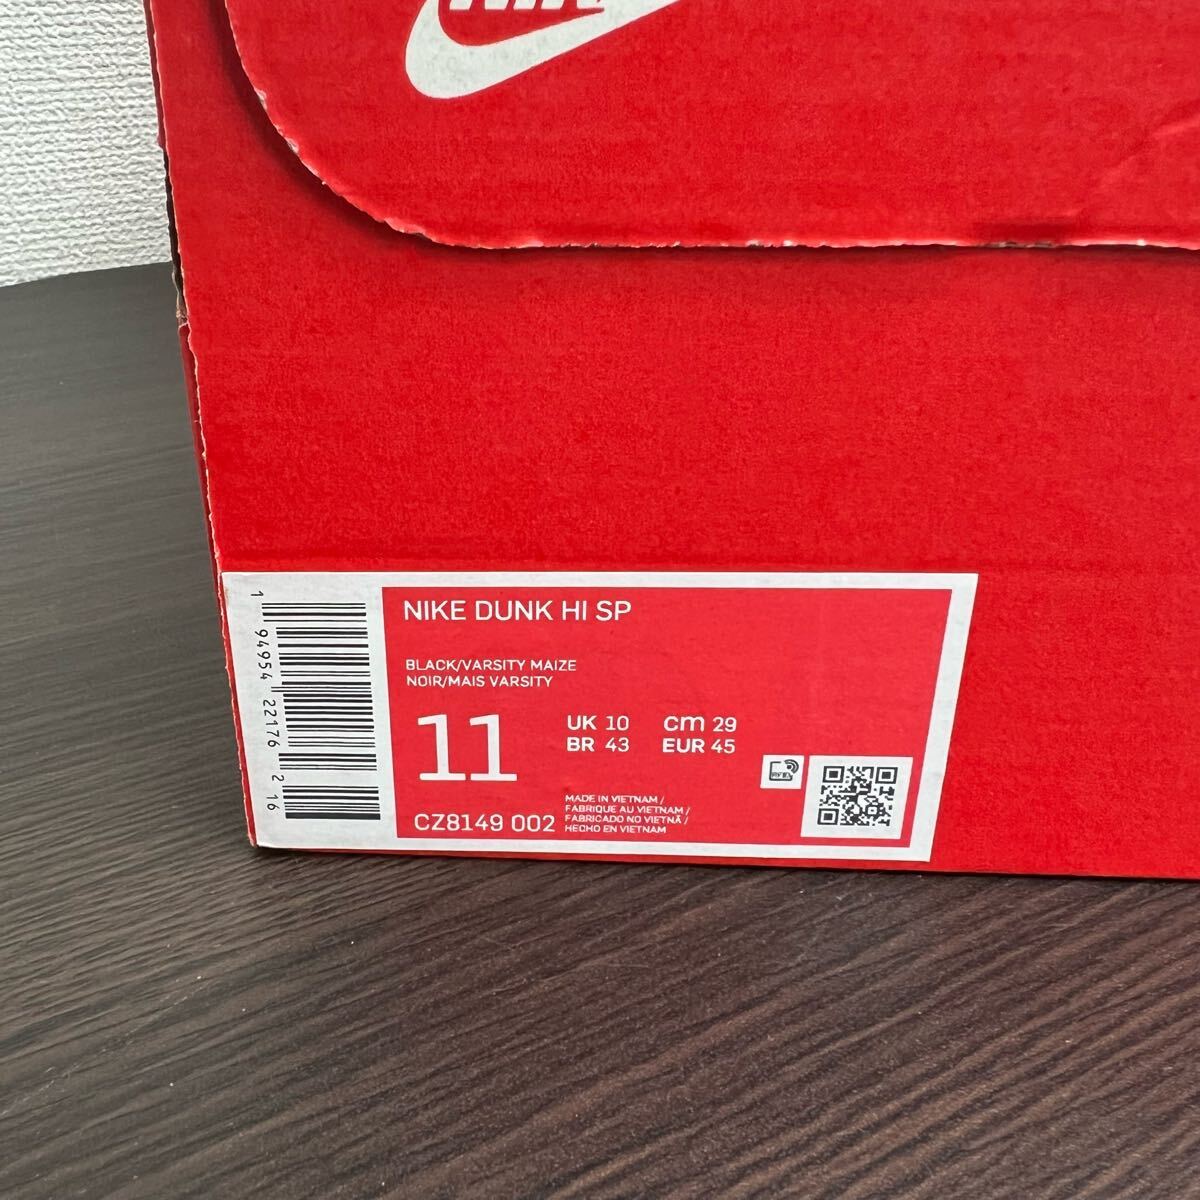 NIKE DUNK HI SP
BLACK/VARSITY MAIZE
NOIR/MAIS VARSITY
11
UK 10 cm 29
BR 43 EUR 45
CZ8149 002
MADE IN VIETNAM /
FABRIQUE AU VIETNAM /
FABRICADO NO VIETNÃ /
HECHO EN VIETNAM
1 94954 22176 2 16